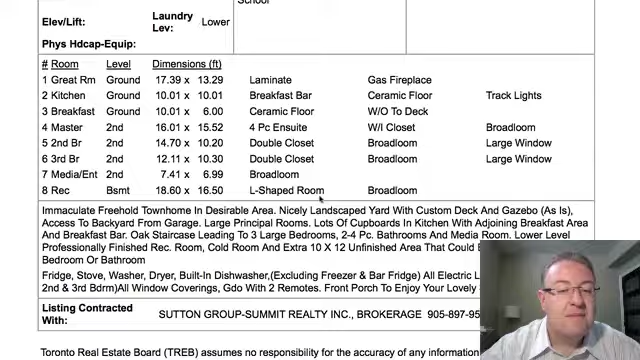 School
Elev/Lift: Laundry Lev: Lower
Phys Hdcap-Equip:
# Room Level Dimensions (ft)
1 Great Rm Ground 17.39 x 13.29 Laminate Gas Fireplace
2 Kitchen Ground 10.01 x 10.01 Breakfast Bar Ceramic Floor Track Lights
3 Breakfast Ground 10.01 x 6.00 Ceramic Floor W/O To Deck
4 Master 2nd 16.01 x 15.52 4 Pc Ensuite W/I Closet Broadloom
5 2nd Br 2nd 14.70 x 10.20 Double Closet Broadloom Large Window
6 3rd Br 2nd 12.11 x 10.30 Double Closet Broadloom Large Window
7 Media/Ent 2nd 7.41 x 6.99 Broadloom
8 Rec Bsmt 18.60 x 16.50 L-Shaped Room Broadloom
Immaculate Freehold Townhome In Desirable Area. Nicely Landscaped Yard With Custom Deck And Gazebo (As Is),
Access To Backyard From Garage. Large Principal Rooms. Lots Of Cupboards In Kitchen With Adjoining Breakfast Area
And Breakfast Bar. Oak Staircase Leading To 3 Large Bedrooms, 2-4 Pc. Bathrooms And Media Room. Lower Level
Professionally Finished Rec. Room, Cold Room And Extra 10 X 12 Unfinished Area That Could
Bedroom Or Bathroom
Fridge, Stove, Washer, Dryer, Built-In Dishwasher,(Excluding Freezer & Bar Fridge) All Electric
2nd & 3rd Bdrm)All Window Coverings, Gdo With 2 Remotes. Front Porch To Enjoy Your Lovely
Listing Contracted With: SUTTON GROUP-SUMMIT REALTY INC., BROKERAGE 905-897-95
Toronto Real Estate Board (TREB) assumes no responsibility for the accuracy of any information